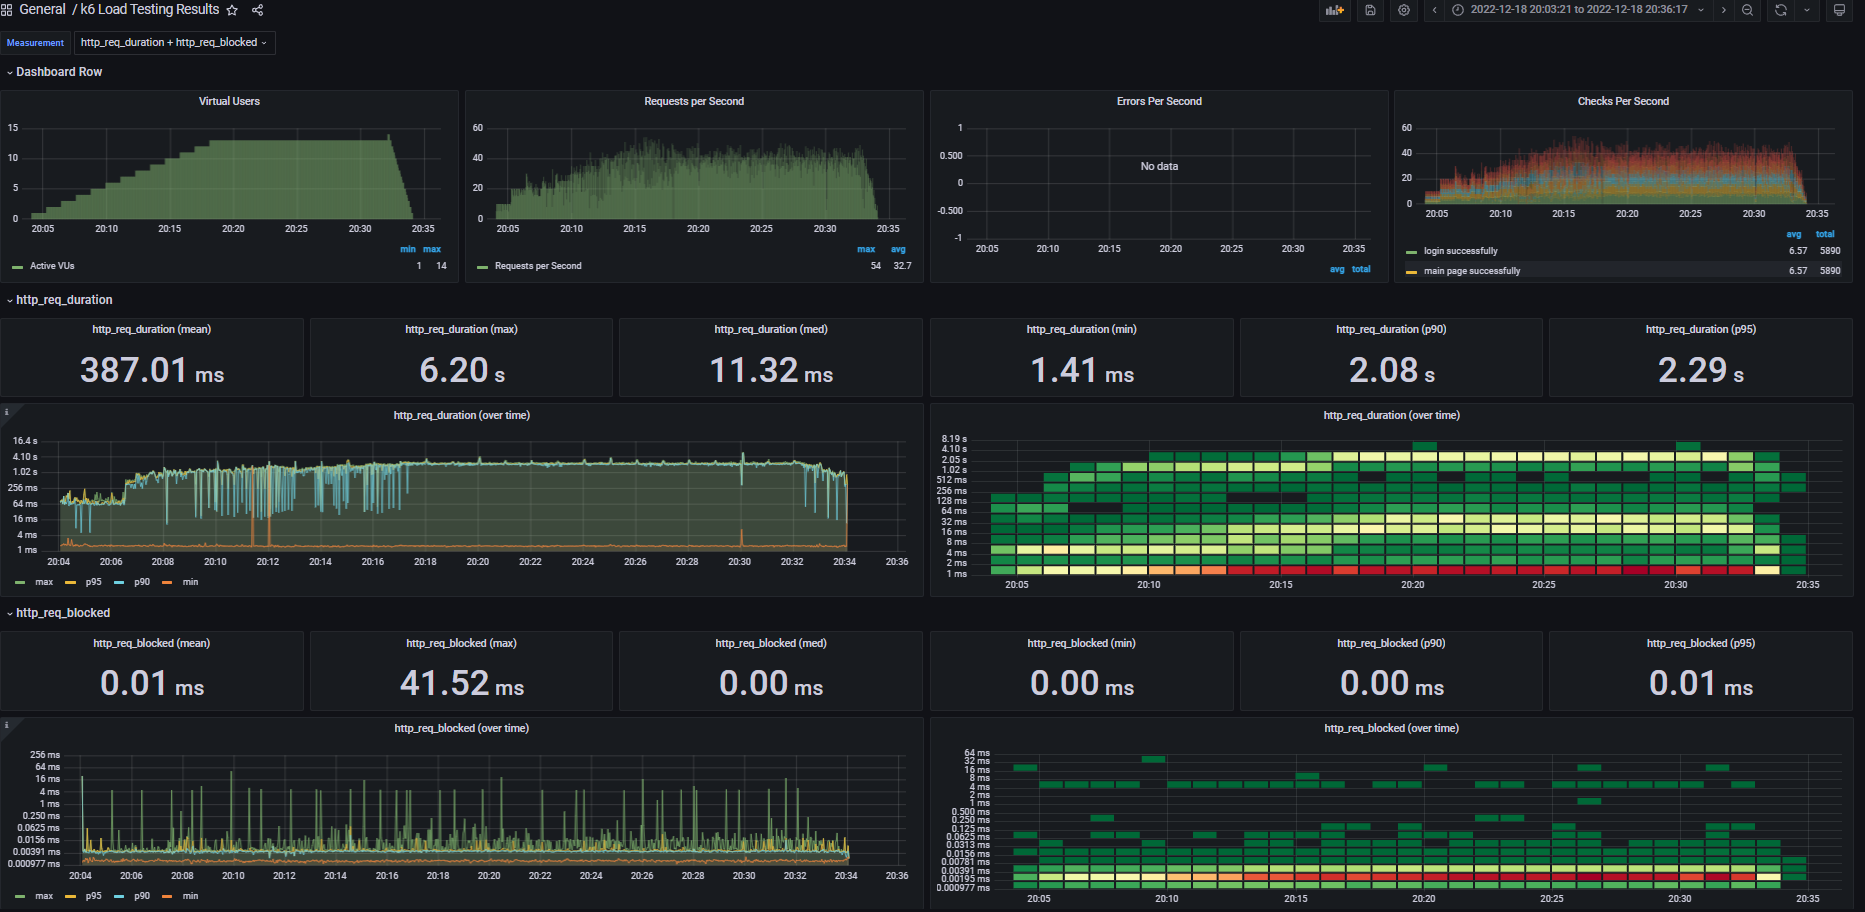 General / k6 Load Testing Results
2022-12-18 20:03:21 to 2022-12-18 20:36:17
Measurement http_req_duration + http_req_blocked
Dashboard Row
Virtual Users
15
10
5
0
20:05 20:10 20:15 20:20 20:25 20:30 20:35
min max
Active VUs 1 14
Requests per Second
60
40
20
0
20:05 20:10 20:15 20:20 20:25 20:30 20:35
max avg
Requests per Second 54 32.7
Errors Per Second
1
0.500
0
-0.500
-1
No data
20:05 20:10 20:15 20:20 20:25 20:30 20:35
avg total
Checks Per Second
60
40
20
0
20:05 20:10 20:15 20:20 20:25 20:30 20:35
avg total
login successfully 6.57 5890
main page successfully 6.57 5890
http_req_duration
http_req_duration (mean)
387.01 ms
http_req_duration (max)
6.20 s
http_req_duration (med)
11.32 ms
http_req_duration (min)
1.41 ms
http_req_duration (p90)
2.08 s
http_req_duration (p95)
2.29 s
http_req_duration (over time)
16.4 s
4.10 s
1.02 s
256 ms
64 ms
16 ms
4 ms
1 ms
20:04 20:06 20:08 20:10 20:12 20:14 20:16 20:18 20:20 20:22 20:24 20:26 20:28 20:30 20:32 20:34 20:36
max p95 p90 min
http_req_duration (over time)
8.19 s
4.10 s
2.05 s
1.02 s
512 ms
256 ms
128 ms
64 ms
32 ms
16 ms
8 ms
4 ms
2 ms
1 ms
20:05 20:10 20:15 20:20 20:25 20:30 20:35
http_req_blocked
http_req_blocked (mean)
0.01 ms
http_req_blocked (max)
41.52 ms
http_req_blocked (med)
0.00 ms
http_req_blocked (min)
0.00 ms
http_req_blocked (p90)
0.00 ms
http_req_blocked (p95)
0.01 ms
http_req_blocked (over time)
256 ms
64 ms
16 ms
4 ms
1 ms
0.250 ms
0.0625 ms
0.0156 ms
0.00391 ms
0.000977 ms
20:04 20:06 20:08 20:10 20:12 20:14 20:16 20:18 20:20 20:22 20:24 20:26 20:28 20:30 20:32 20:34 20:36
max p95 p90 min
http_req_blocked (over time)
64 ms
32 ms
16 ms
8 ms
4 ms
2 ms
1 ms
0.500 ms
0.250 ms
0.125 ms
0.0625 ms
0.0313 ms
0.0156 ms
0.00781 ms
0.00391 ms
0.00195 ms
0.000977 ms
20:05 20:10 20:15 20:20 20:25 20:30 20:35